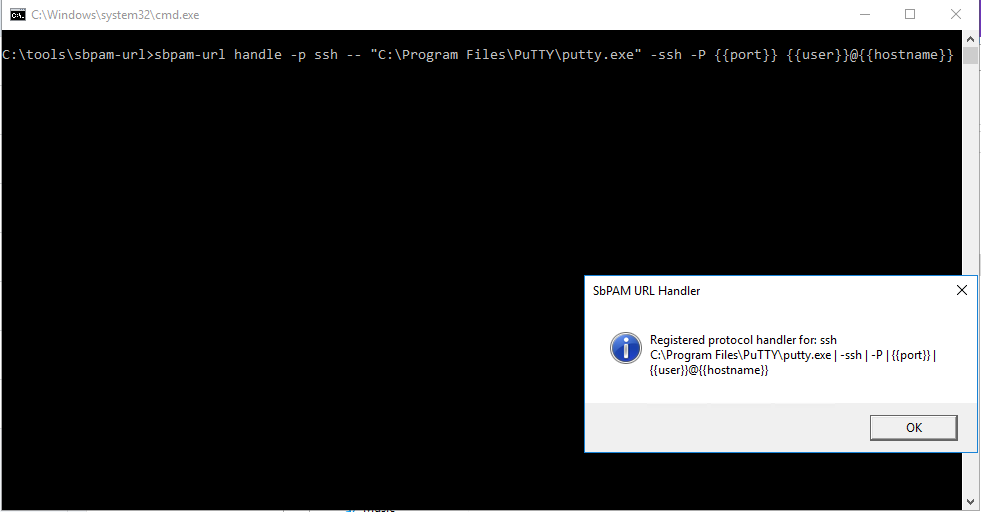 C:\Windows\system32\cmd.exe
C:\tools\sbpam-url>sbpam-url handle -p ssh -- "C:\Program Files\PuTTY\putty.exe" -ssh -P {{port}} {{user}}@{{hostname}}
SbPAM URL Handler
Registered protocol handler for: ssh
C:\Program Files\PuTTY\putty.exe | -ssh | -P | {{port}} |
{{user}}@{{hostname}}
OK